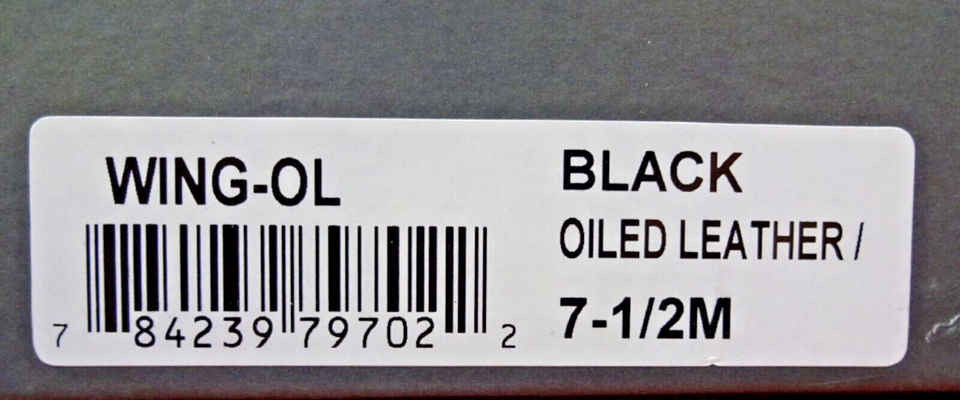 WING-OL
7 84239 79702 2
BLACK
OILED LEATHER /
7-1/2M